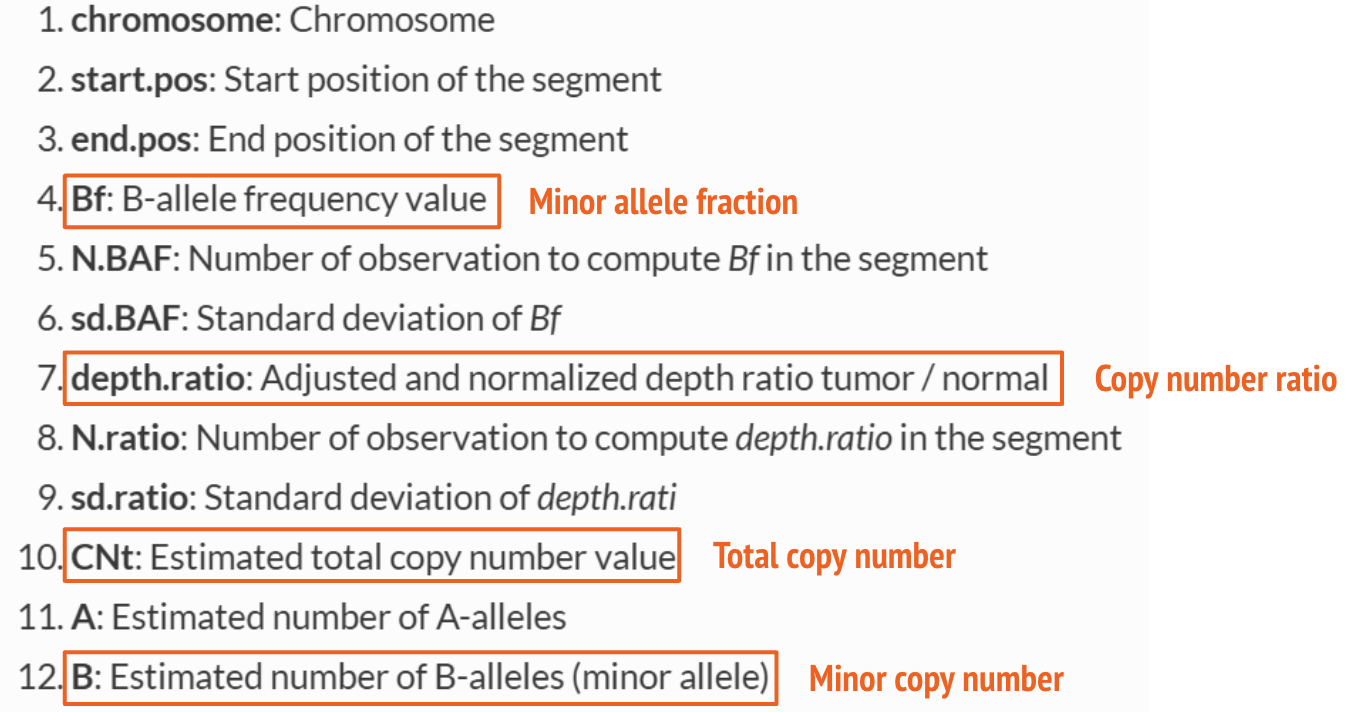 1. chromosome: Chromosome
2. start.pos: Start position of the segment
3. end.pos: End position of the segment
4. Bf: B-allele frequency value Minor allele fraction
5. N.BAF: Number of observation to compute Bf in the segment
6. sd.BAF: Standard deviation of Bf
7. depth.ratio: Adjusted and normalized depth ratio tumor / normal Copy number ratio
8. N.ratio: Number of observation to compute depth.ratio in the segment
9. sd.ratio: Standard deviation of depth.rati
10. CNt: Estimated total copy number value Total copy number
11. A: Estimated number of A-alleles
12. B: Estimated number of B-alleles (minor allele) Minor copy number